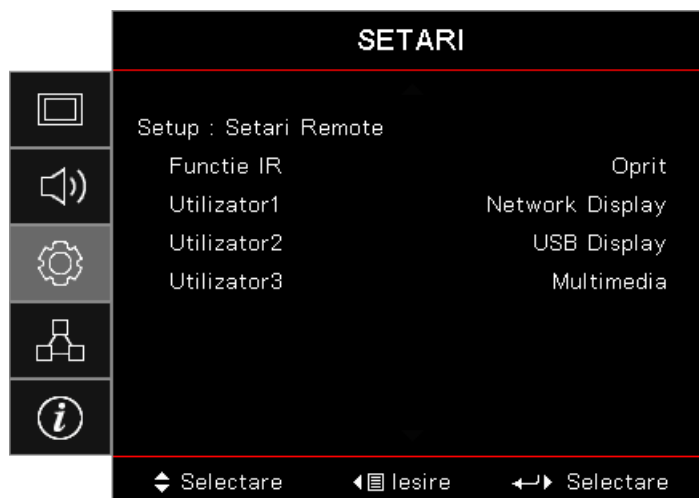 SETARI
Setup : Setari Remote
Functie IR Oprit
Utilizator1 Network Display
Utilizator2 USB Display
Utilizator3 Multimedia
i
Selectare Iesire Selectare